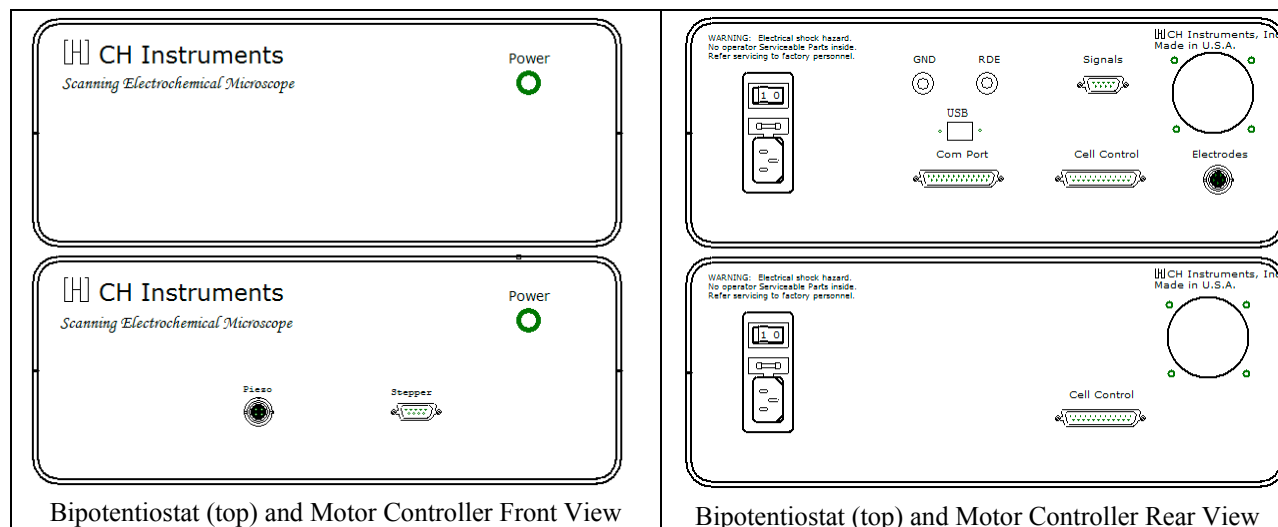 CH Instruments
Scanning Electrochemical Microscope
Power
CH Instruments
Scanning Electrochemical Microscope
Power
Piezo
Stepper
Bipotentiostat (top) and Motor Controller Front View
WARNING: Electrical shock hazard.
No operator Serviceable Parts inside.
Refer servicing to factory personnel.
CH Instruments, Inc
Made in U.S.A.
GND
RDE
Signals
1 0
USB
Com Port
Cell Control
Electrodes
WARNING: Electrical shock hazard.
No operator Serviceable Parts inside.
Refer servicing to factory personnel.
CH Instruments, Inc
Made in U.S.A.
1 0
Cell Control
Bipotentiostat (top) and Motor Controller Rear View